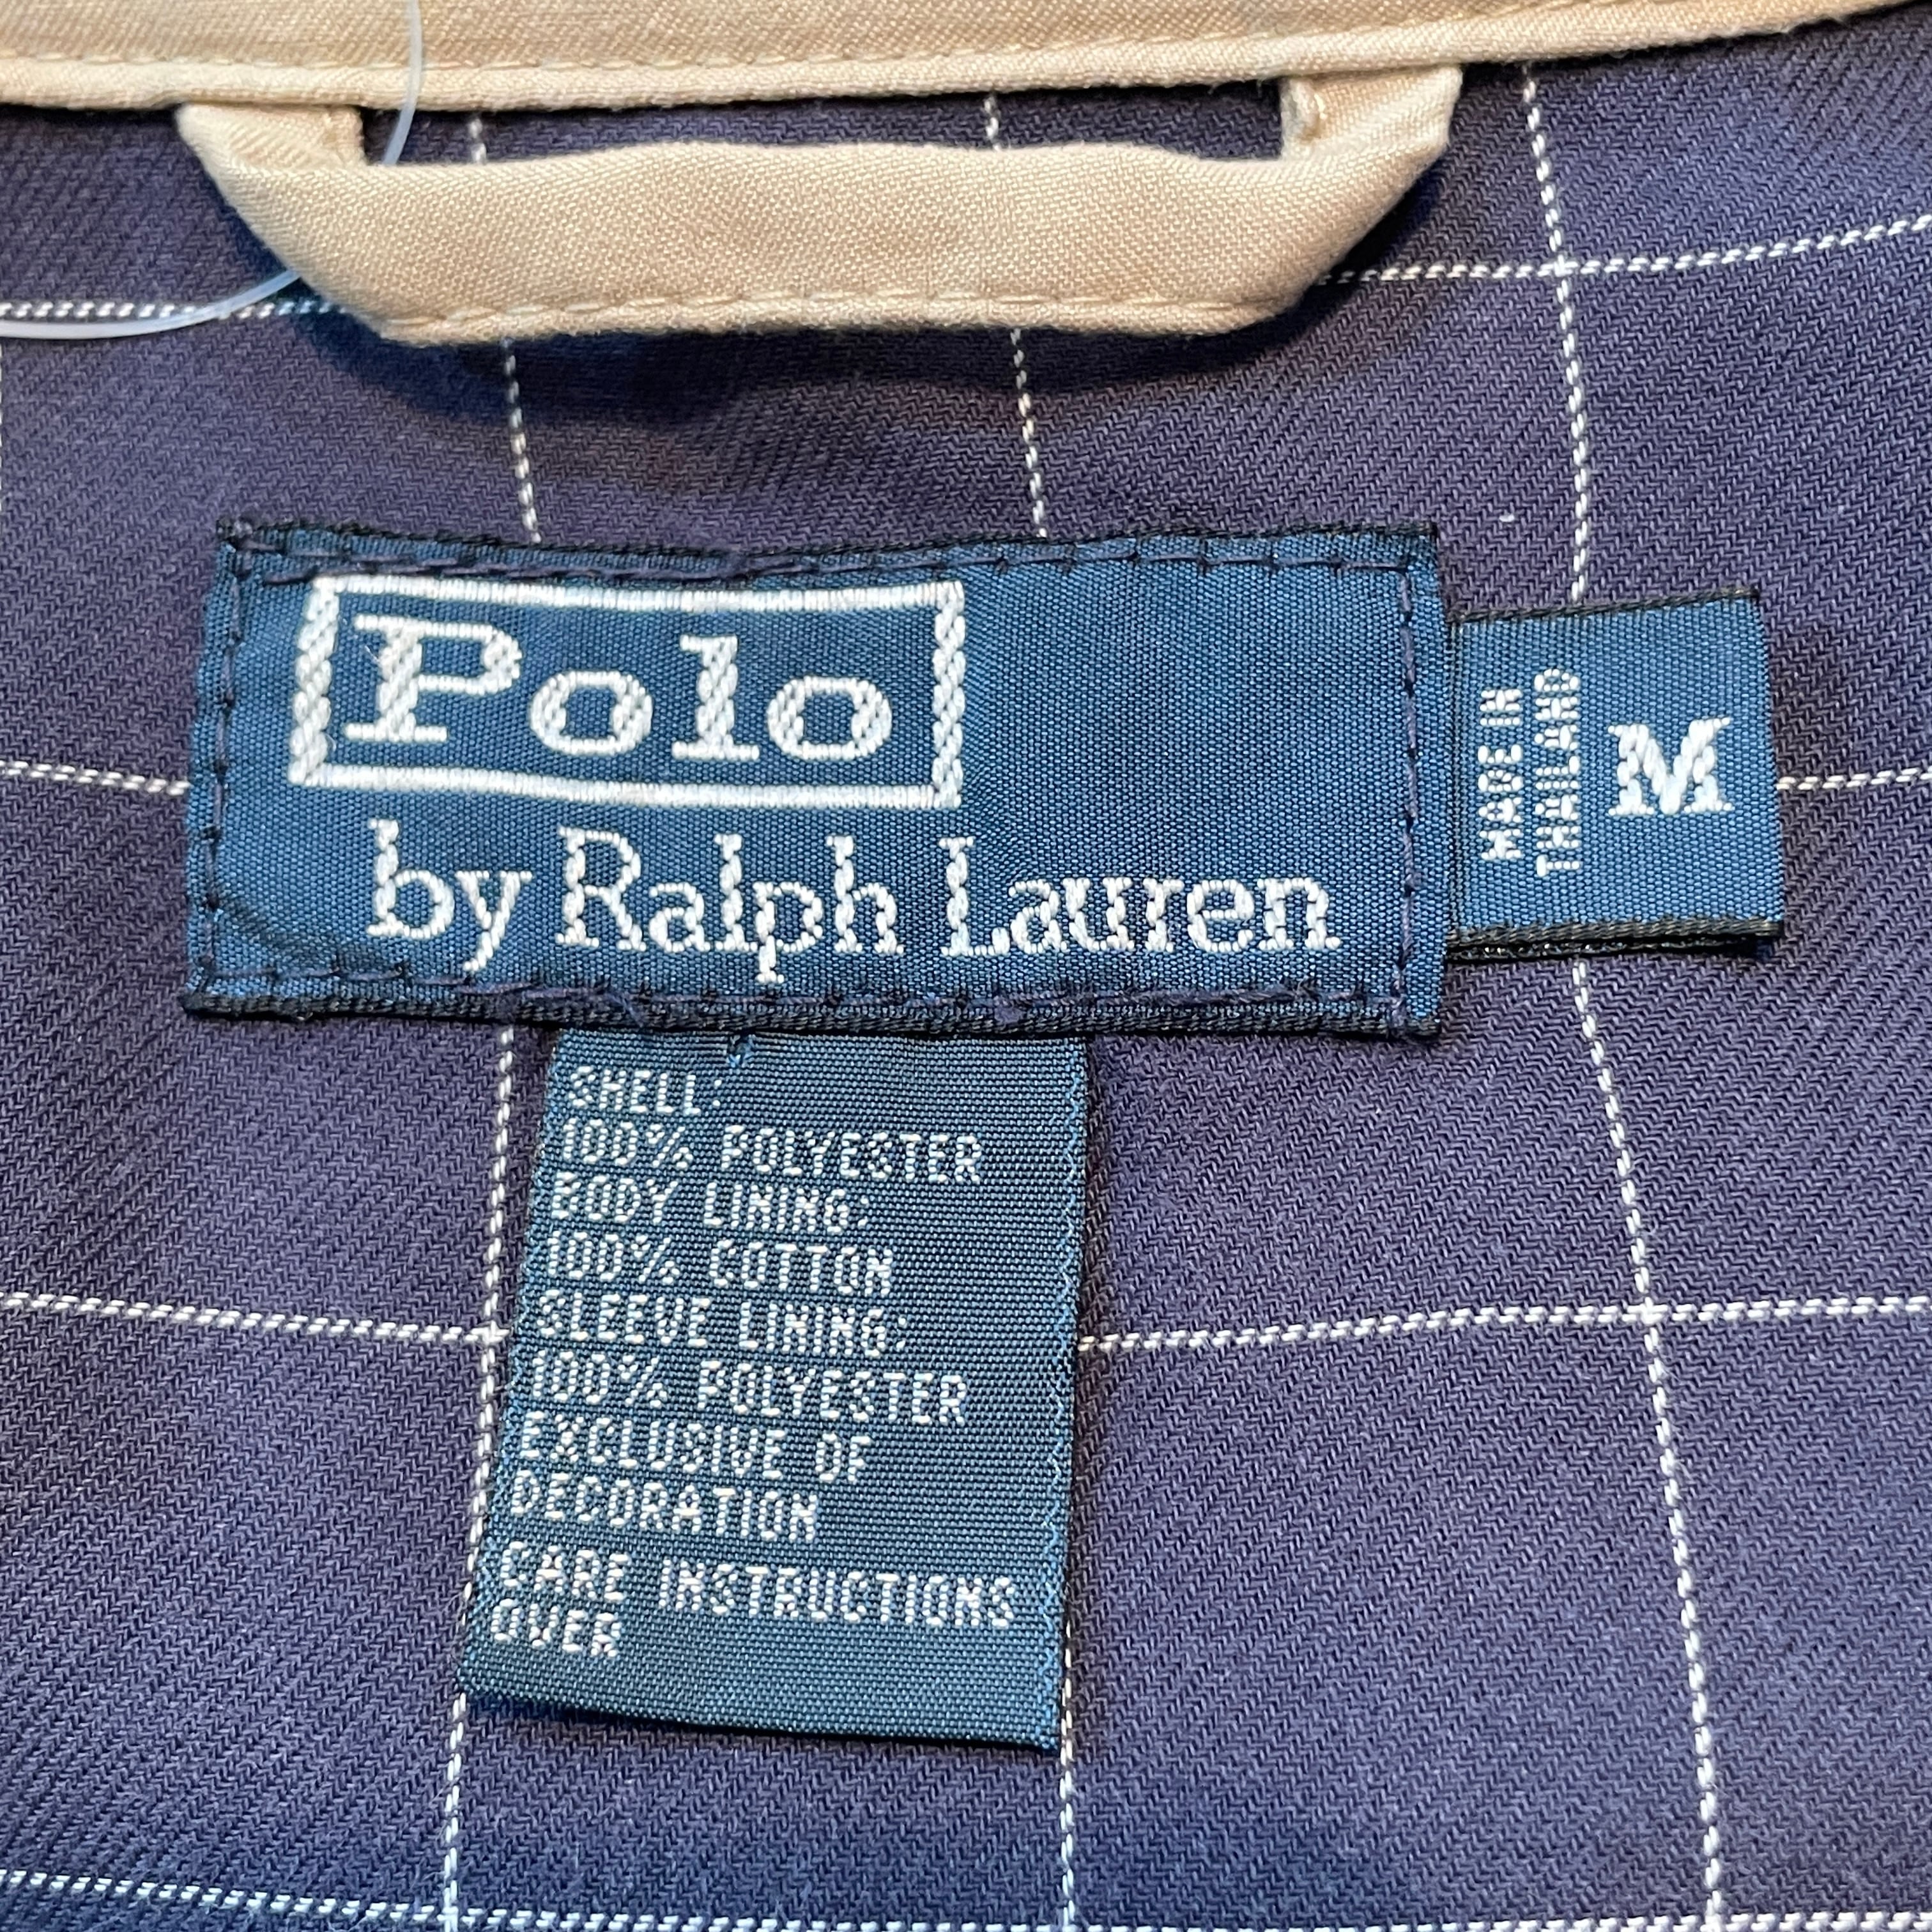 Polo
by Ralph Lauren
MADE IN
THAILAND
M
SHELL:
100% POLYESTER
BODY LINING:
100% COTTON
SLEEVE LINING:
100% POLYESTER
EXCLUSIVE OF
DECORATION
CARE INSTRUCTIONS
OVER